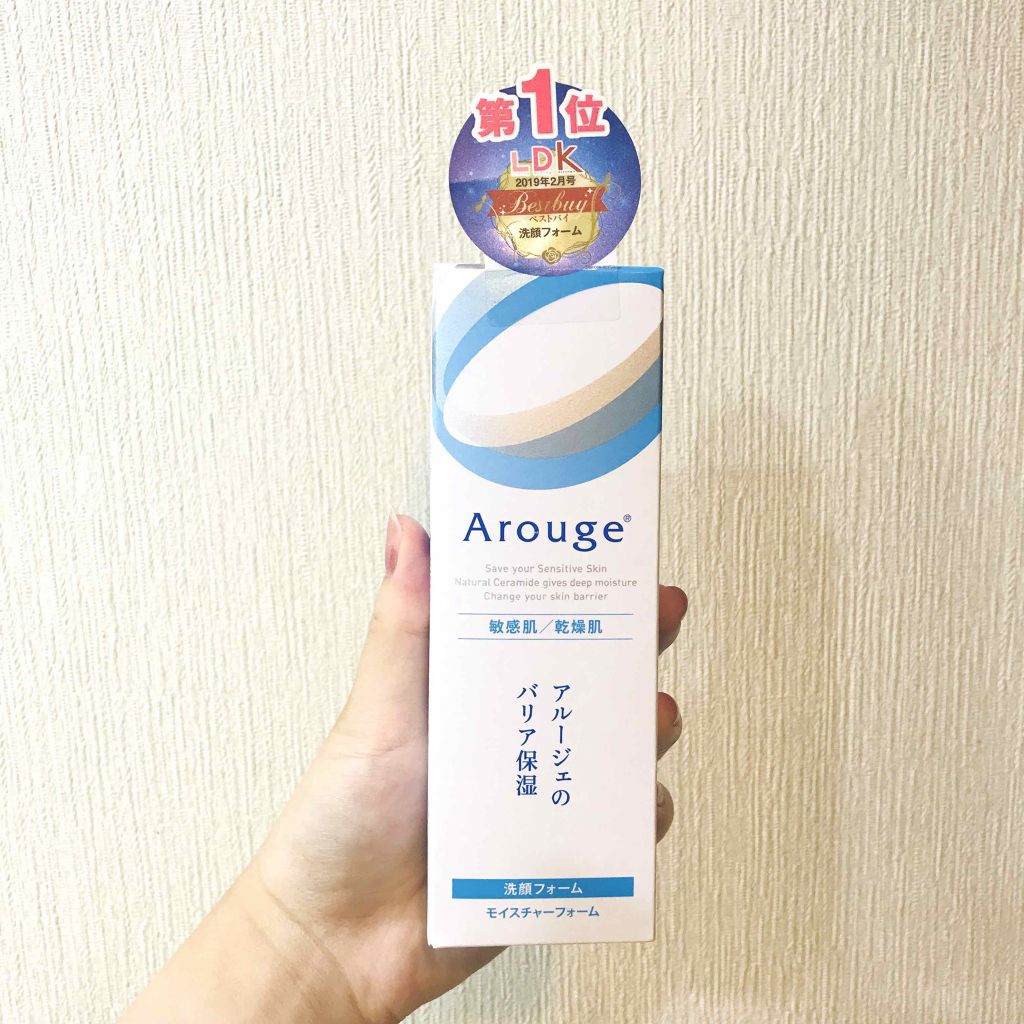 第1位
LDK
2019年2月号
Bestbuy
ベストバイ
洗顔フォーム
Arouge®
Save your Sensitive Skin
Natural Ceramide gives deep moisture
Change your skin barrier
敏感肌/乾燥肌
アルージェの
バリア保湿
洗顔フォーム
モイスチャーフォーム